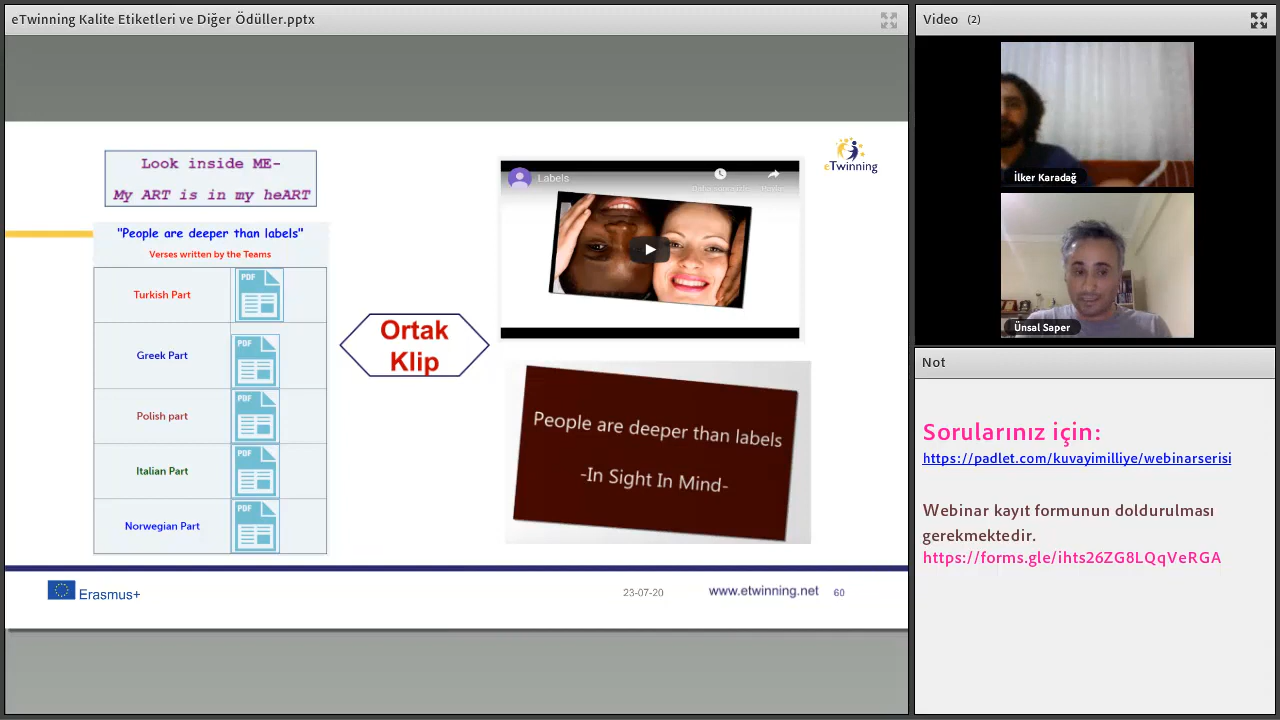 eTwinning Kalite Etiketleri ve Diğer Ödüller.pptx
Look inside ME-
My ART is in my heART
"People are deeper than labels"
Verses written by the Teams
Turkish Part
PDF
Greek Part
PDF
Polish part
PDF
Italian Part
PDF
Norwegian Part
PDF
Ortak
Klip
Labels
eTwinning
People are deeper than labels
-In Sight In Mind-
Erasmus+
23-07-20
www.etwinning.net
60
Video (2)
İlker Karadağ
Ünsal Saper
Not
Sorularınız için:
https://padlet.com/kuvayimilliye/webinarserisi
Webinar kayıt formunun doldurulması
gerekmektedir.
https://forms.gle/ihts26ZG8LQqVeRGA